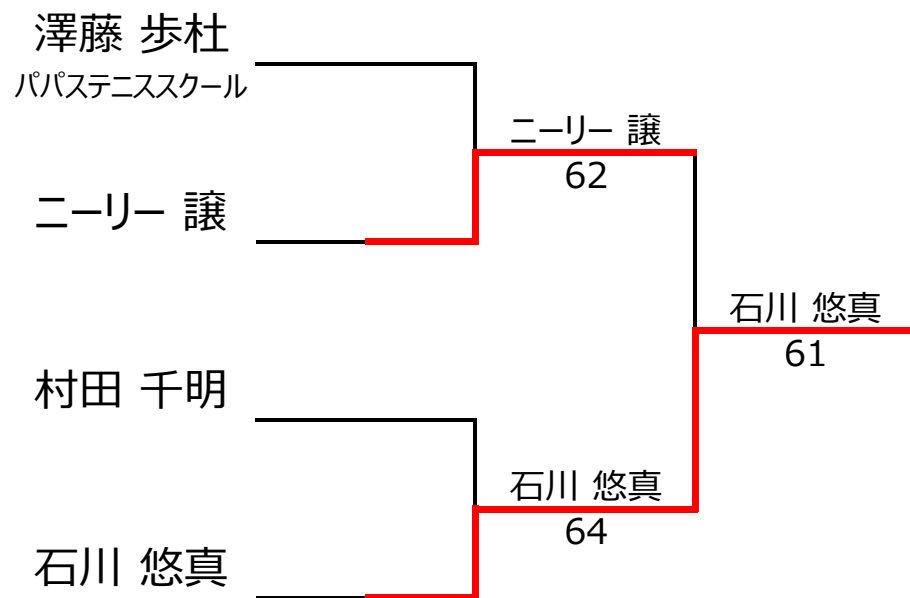 澤藤 歩杜
パパステニススクール
ニーリー 譲
62
ニーリー 譲
石川 悠真
61
村田 千明
石川 悠真
64
石川 悠真